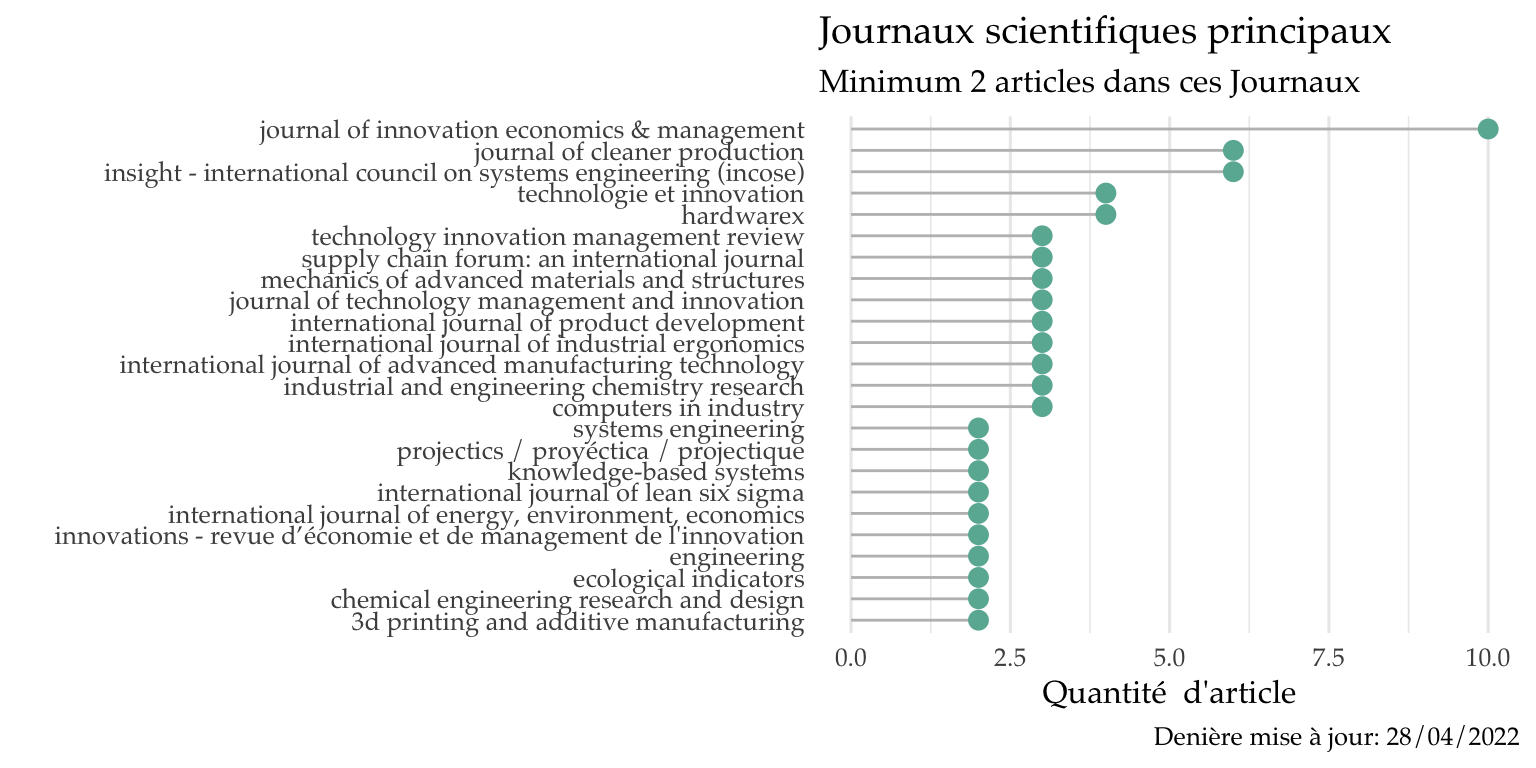 Journaux scientifiques principaux
Minimum 2 articles dans ces Journaux
journal of innovation economics & management
journal of cleaner production
insight - international council on systems engineering (incose)
technologie et innovation
hardwarex
technology innovation management review
supply chain forum: an international journal
mechanics of advanced materials and structures
journal of technology management and innovation
international journal of product development
international journal of industrial ergonomics
international journal of advanced manufacturing technology
industrial and engineering chemistry research
computers in industry
systems engineering
projectics / proyéctica / projectique
knowledge-based systems
international journal of lean six sigma
international journal of energy, environment, economics
innovations - revue d’économie et de management de l'innovation
engineering
ecological indicators
chemical engineering research and design
3d printing and additive manufacturing
0.0 2.5 5.0 7.5 10.0
Quantité  d'article
Denière mise à jour: 28/04/2022